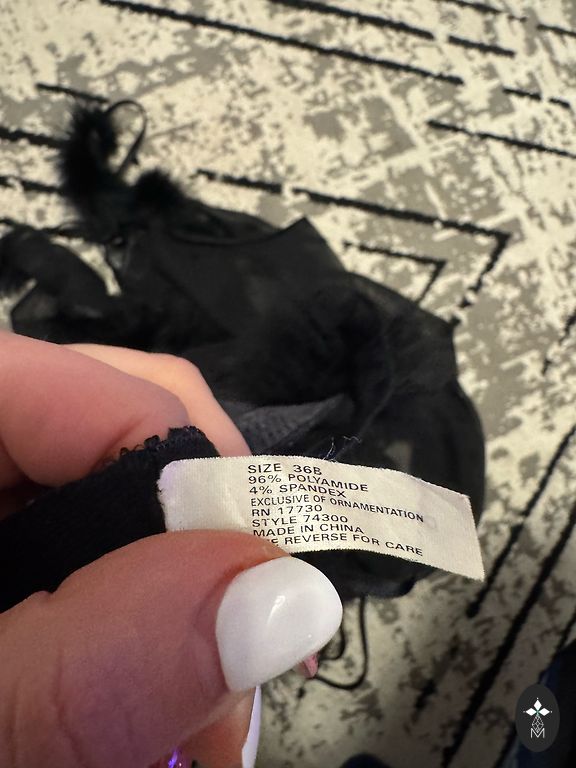 SIZE 36B
96% POLYAMIDE
4% SPANDEX
EXCLUSIVE OF ORNAMENTATION
RN 17730
STYLE 74300
MADE IN CHINA
REVERSE FOR CARE